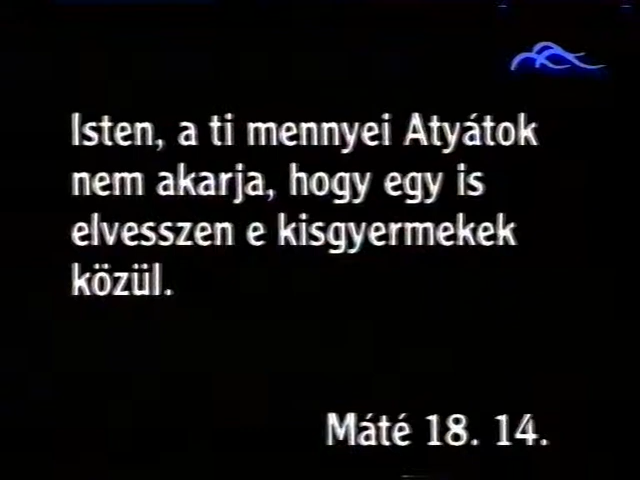 Isten, a ti mennyei Atyátok
nem akarja, hogy egy is
elvesszen e kisgyermekek
közül.
Máté 18. 14.